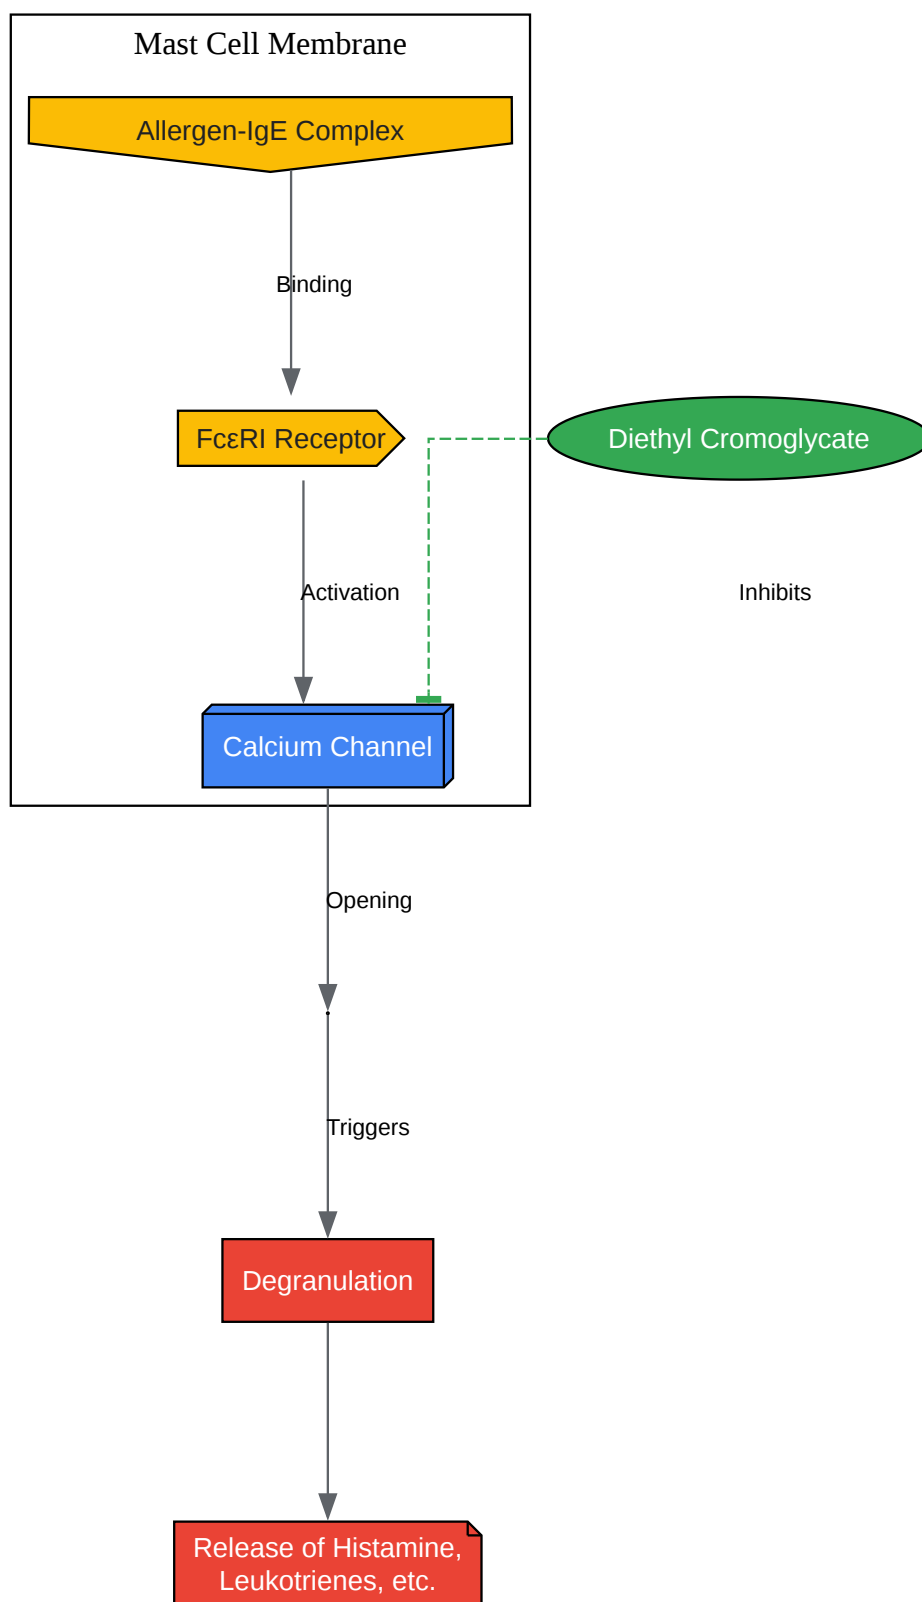 Mast Cell Membrane
Allergen-IgE Complex
Binding
FcεRI Receptor
Diethyl Cromoglycate
Activation
Inhibits
Calcium Channel
Opening
Triggers
Degranulation
Release of Histamine,
Leukotrienes, etc.